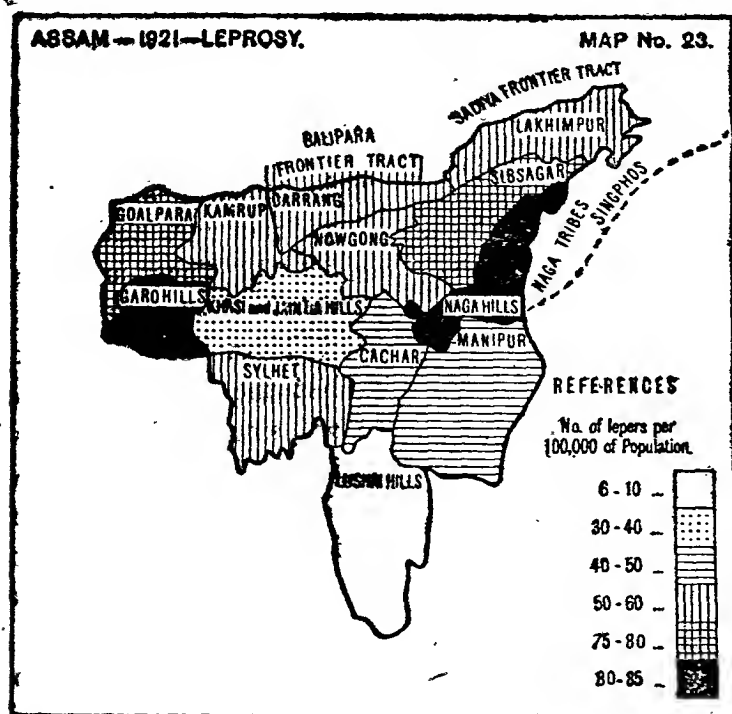 ASSAM—1921—LEPROSY.
MAP No. 23.
SADIYA FRONTIER TRACT
LAKHIMPUR
BALIPARA
FRONTIER TRACT
SIBSAGAR
GOALPARA
KAMRUP
DARRANG
NOWGONG
NAGA TRIBES
SINGPHOS
GARO HILLS
KHASI and JAINTIA HILLS
NAGA HILLS
MANIPUR
CACHAR
SYLHET
LUSHAI HILLS
REFERENCES
No. of lepers per
100,000 of Population.
6-10
30-40
40-50
50-60
75-80
80-85